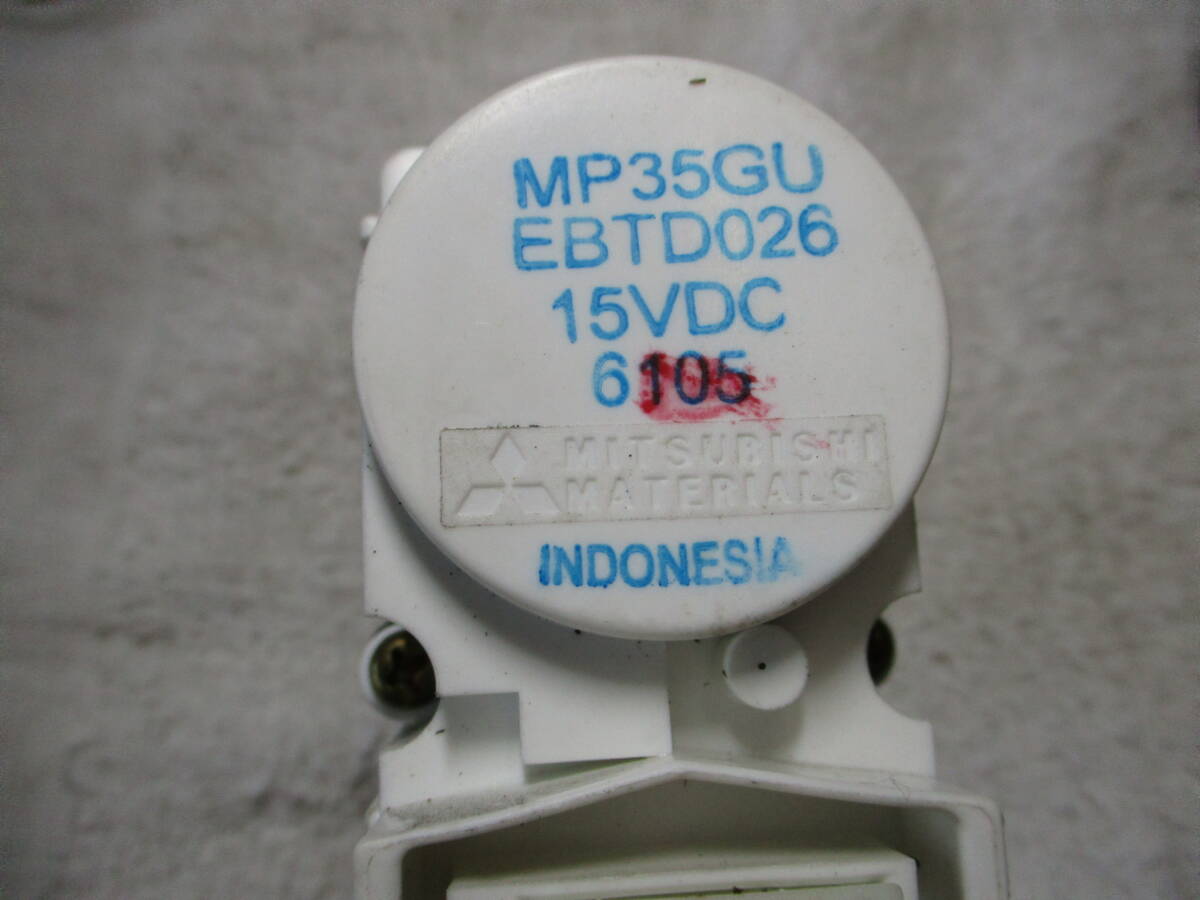 MP35GU
EBTD026
15VDC
6105
MITSUBISHI
MATERIALS
INDONESIA